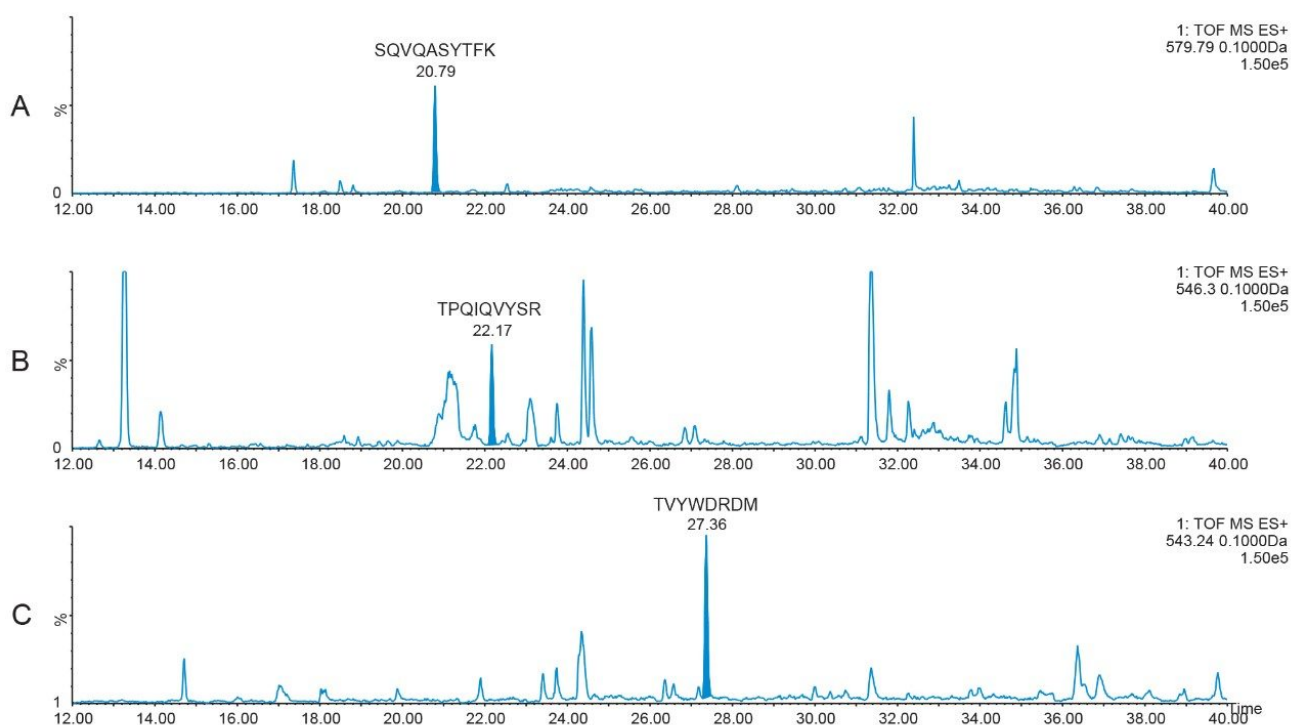 SQVQASYTFK
20.79
1: TOF MS ES+
579.79 0.1000Da
1.50e5
A
%
0
12.00 14.00 16.00 18.00 20.00 22.00 24.00 26.00 28.00 30.00 32.00 34.00 36.00 38.00 40.00
TPQIQVYSR
22.17
1: TOF MS ES+
546.3 0.1000Da
1.50e5
B
%
0
12.00 14.00 16.00 18.00 20.00 22.00 24.00 26.00 28.00 30.00 32.00 34.00 36.00 38.00 40.00
TVYWDRDM
27.36
1: TOF MS ES+
543.24 0.1000Da
1.50e5
C
%
1
12.00 14.00 16.00 18.00 20.00 22.00 24.00 26.00 28.00 30.00 32.00 34.00 36.00 38.00 40.00 Time